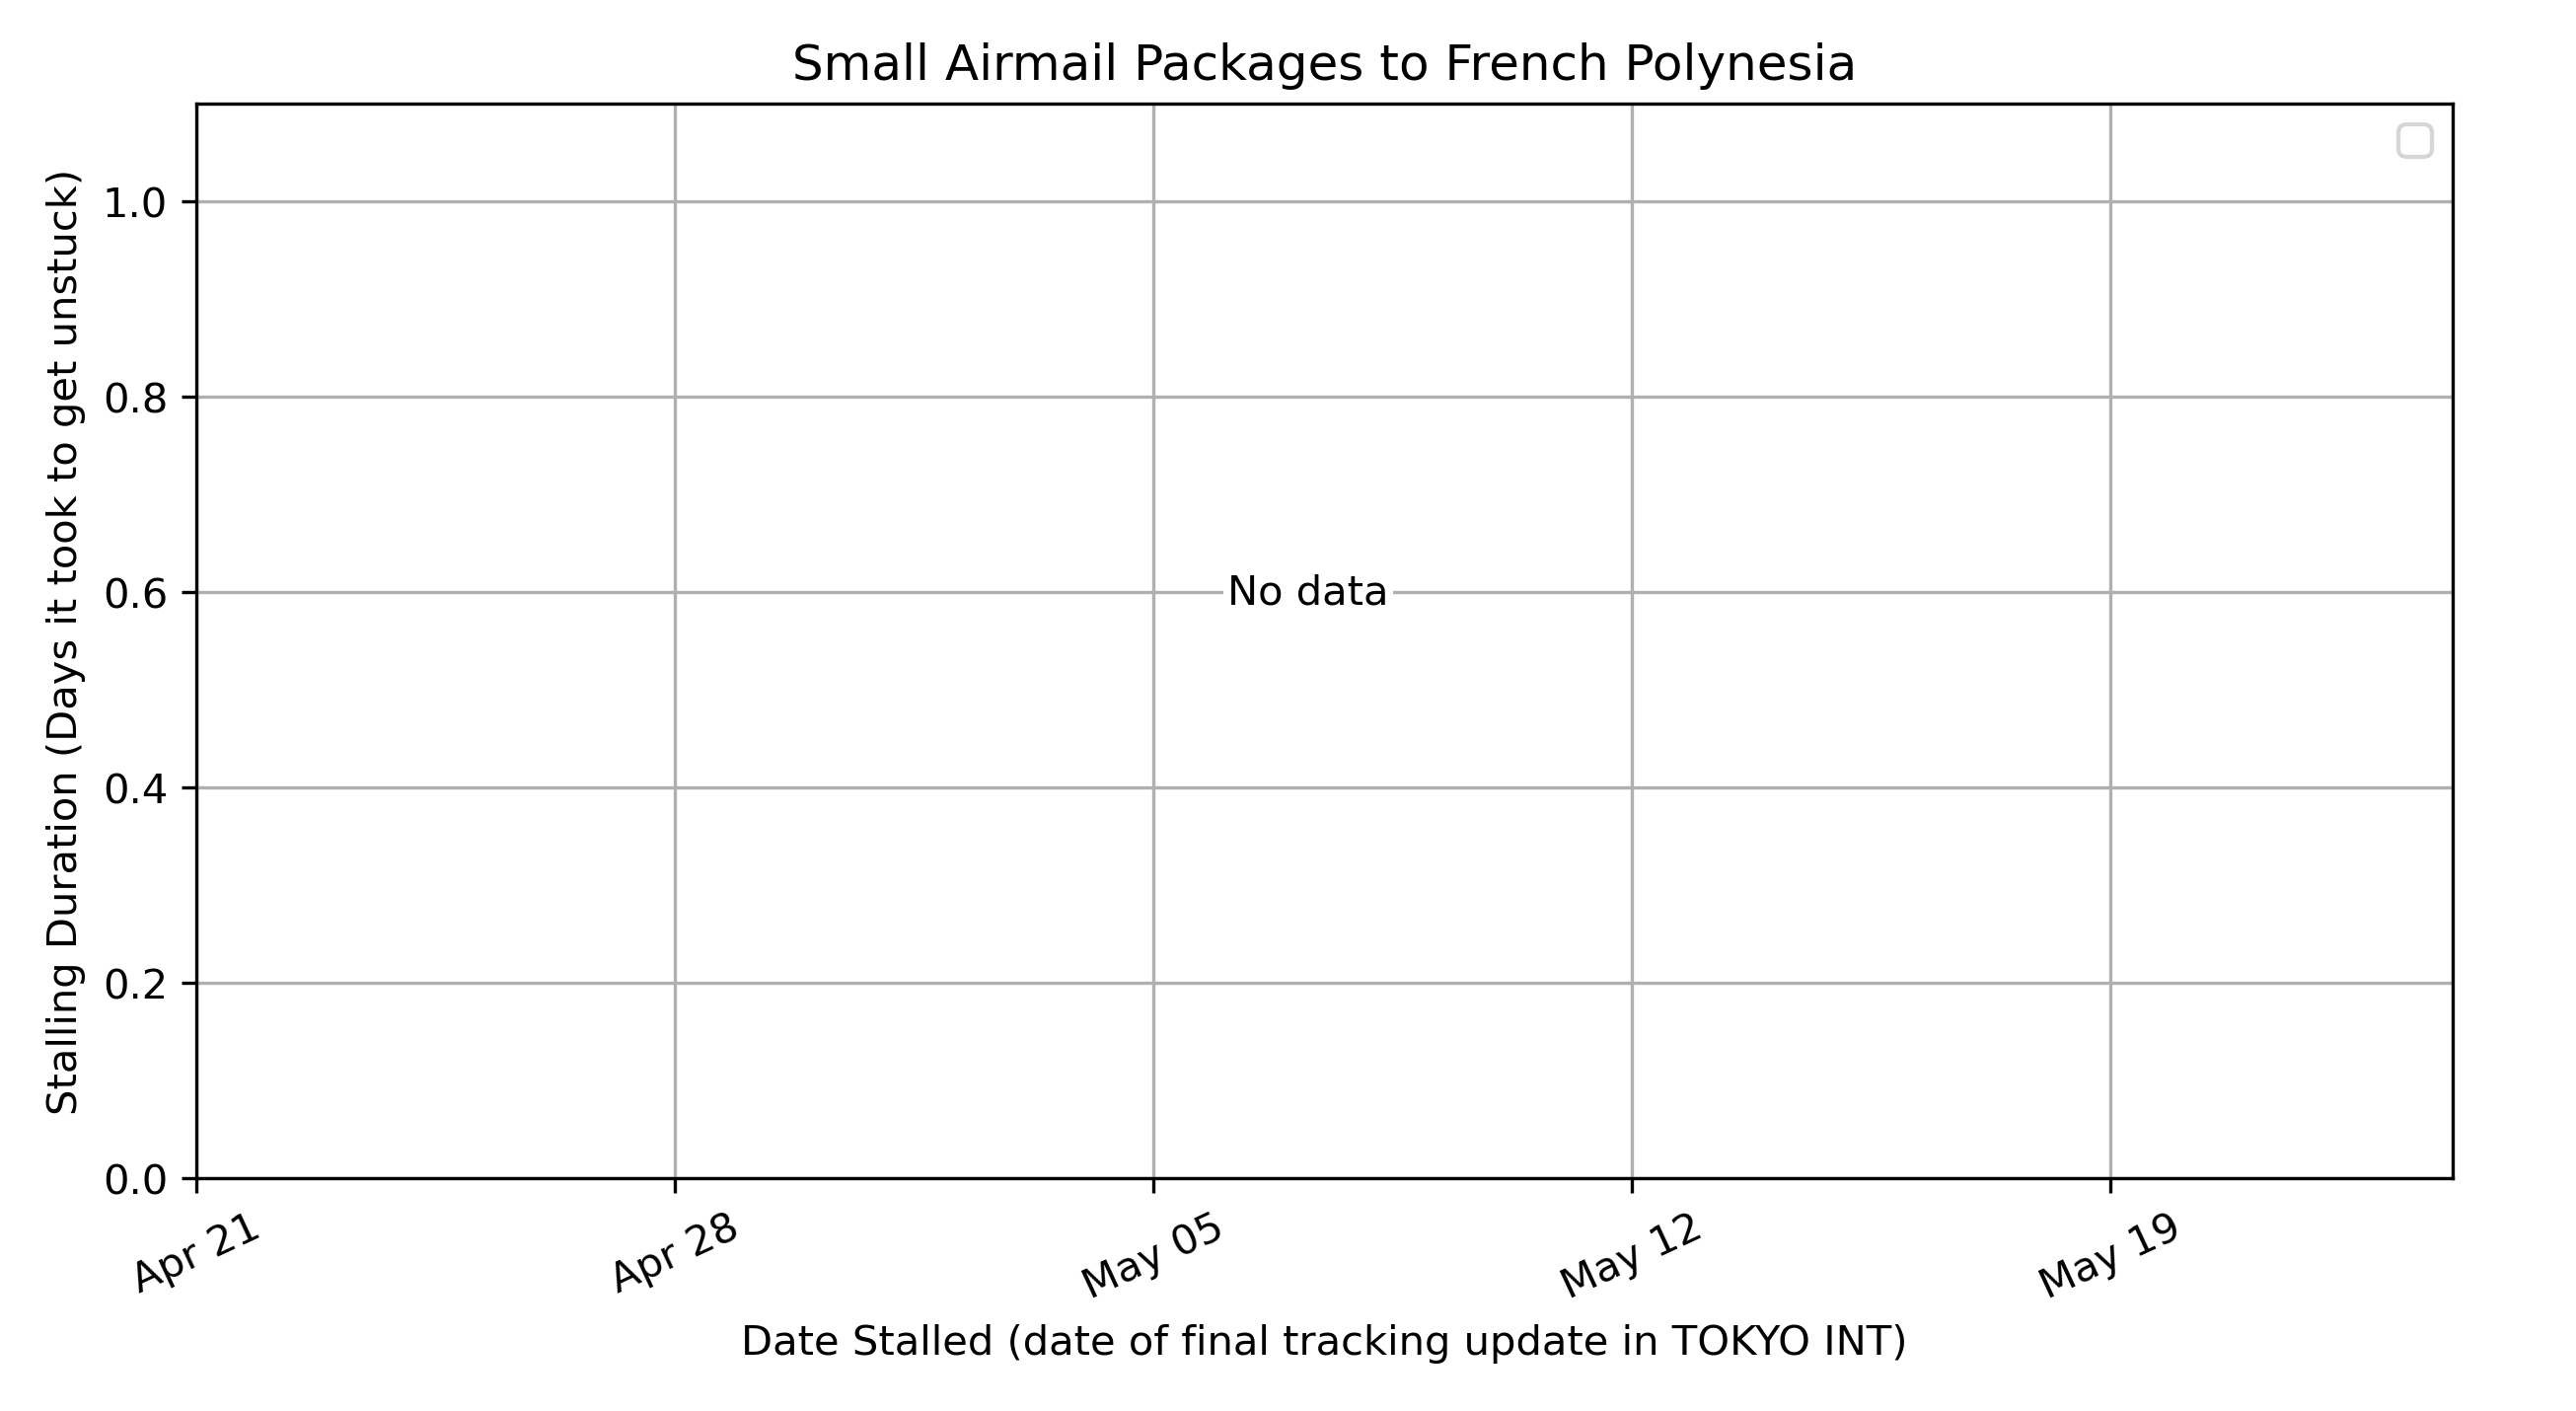 Small Airmail Packages to French Polynesia
Stalling Duration (Days it took to get unstuck)
1.0
0.8
0.6
0.4
0.2
0.0
No data
Apr 21
Apr 28
May 05
May 12
May 19
Date Stalled (date of final tracking update in TOKYO INT)